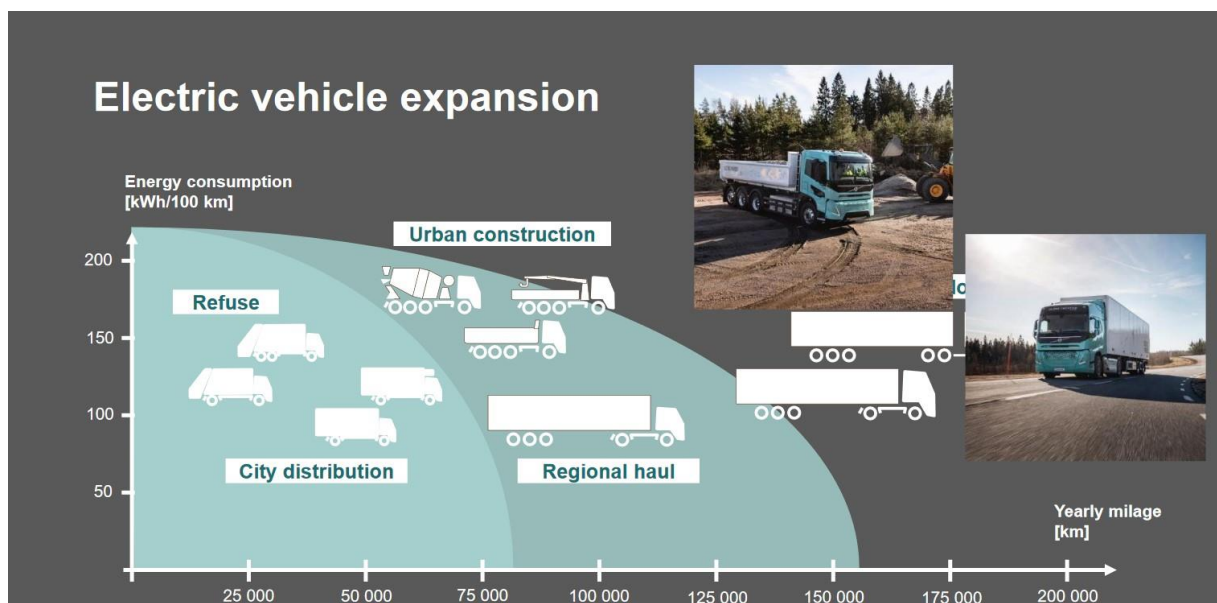 Electric vehicle expansion
Energy consumption
[kWh/100 km]
Urban construction
200
Refuse
150
100
City distribution
Regional haul
50
Yearly milage
[km]
25 000
50 000
75 000
100 000
125 000
150 000
175 000
200 000